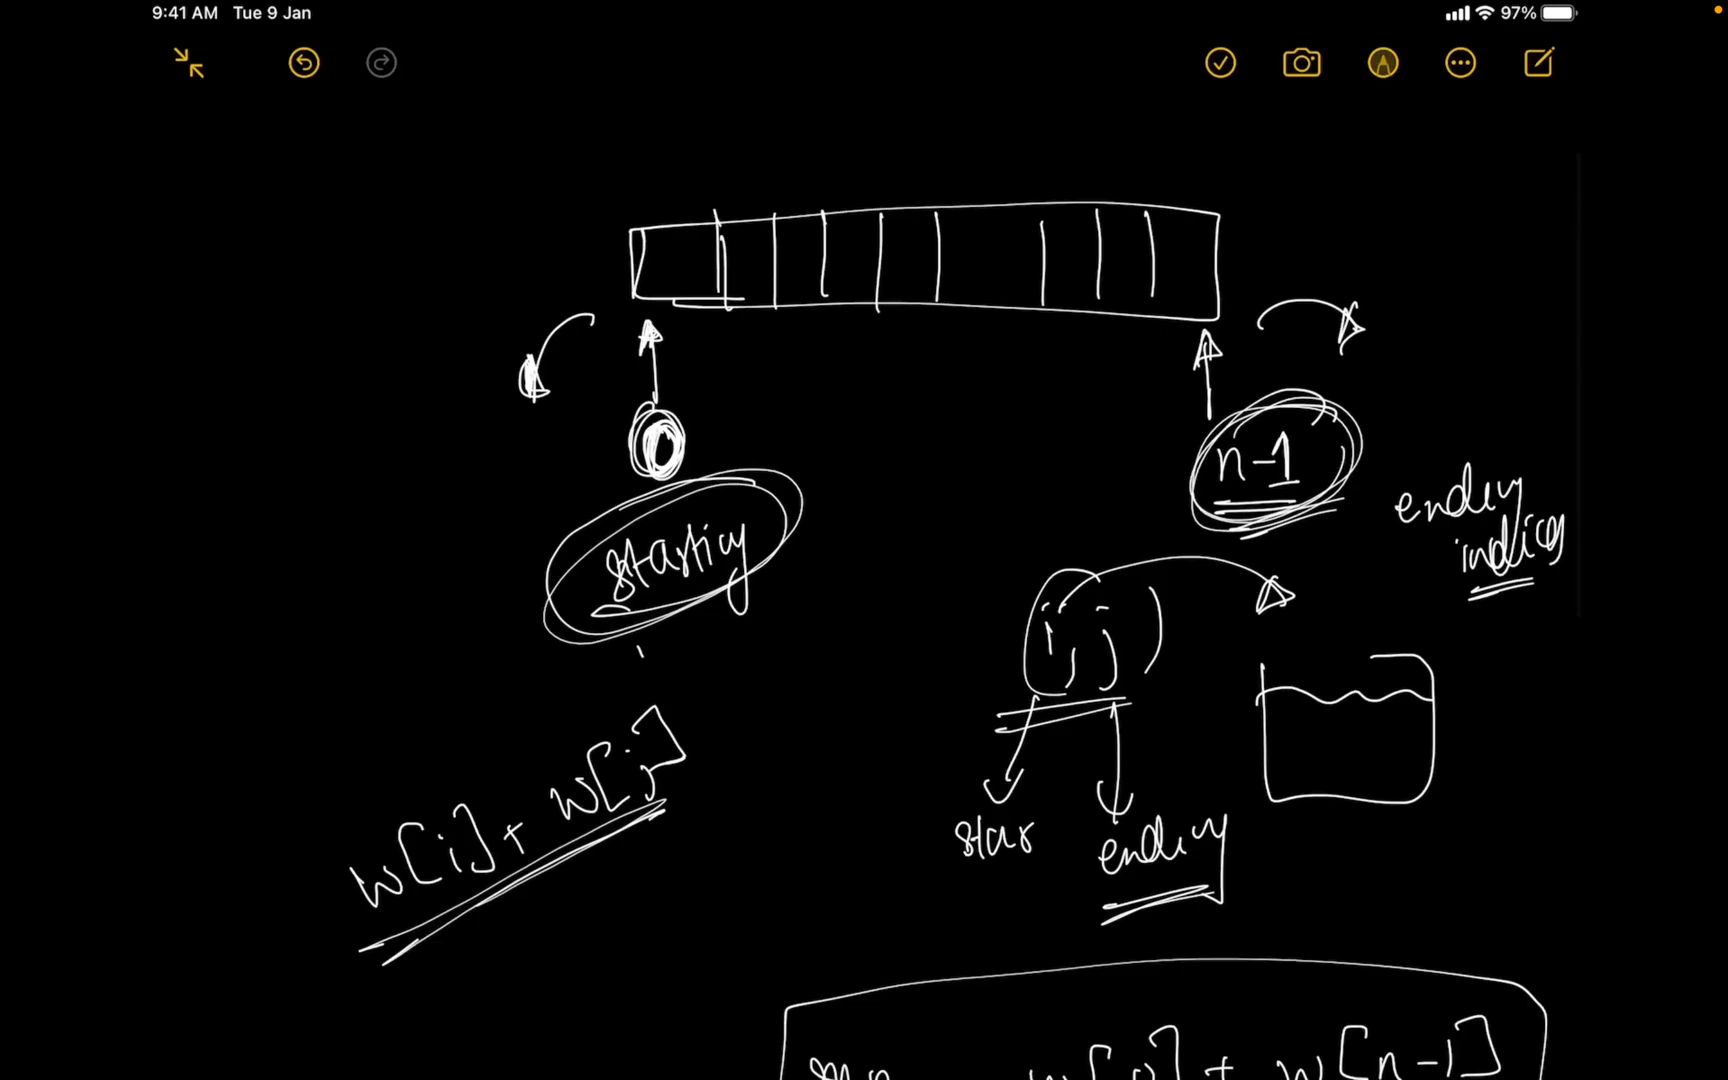 9:41 AM Tue 9 Jan
97%
0
n-1
ending
indices
starting
(i, j)
w[i] + w[j]
star
ending
w[0] + w[n-1]